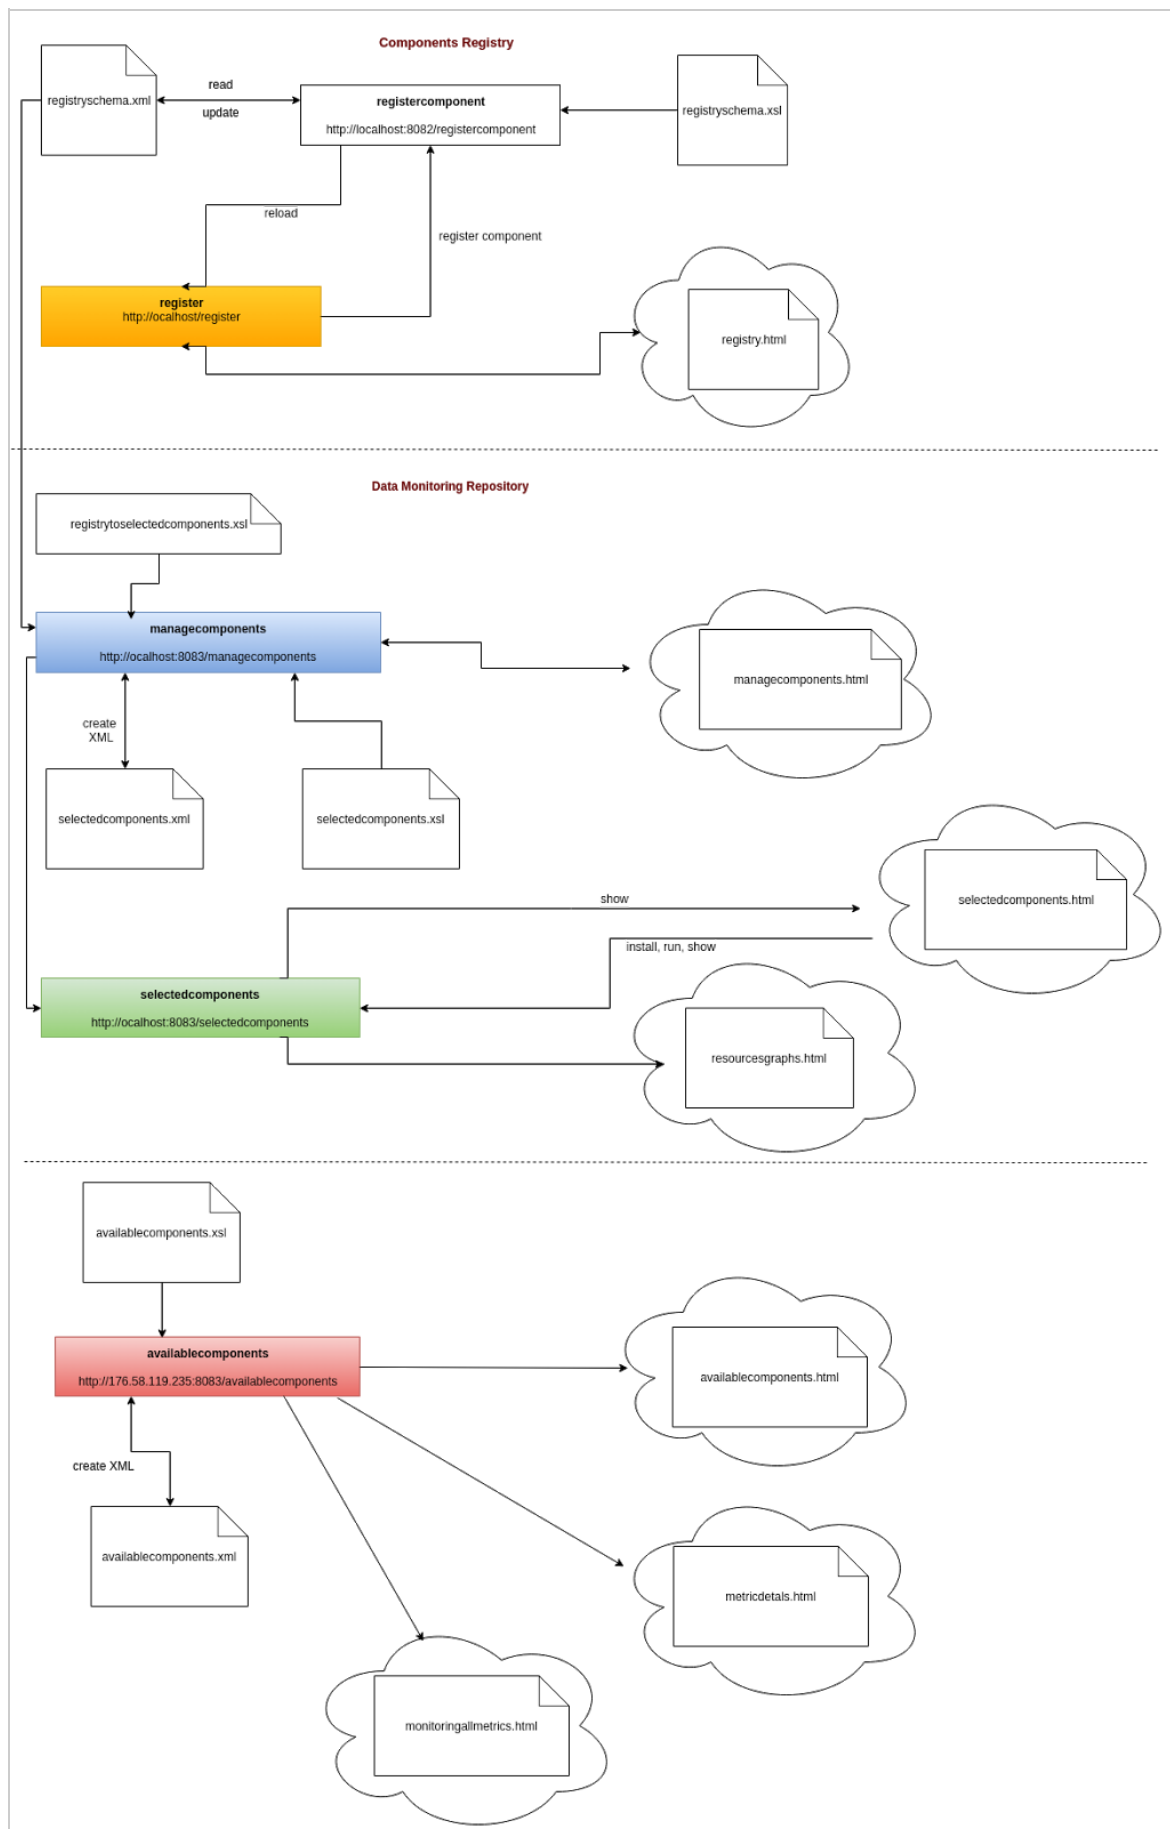 Components Registry
registryschema.xml
read
update
registercomponent
http://localhost:8082/registercomponent
registryschema.xsl
reload
register component
register
http://ocalhost/register
registry.html
Data Monitoring Repository
registrytoselectedcomponents.xsl
managecomponents
http://ocalhost:8083/managecomponents
managecomponents.html
create
XML
selectedcomponents.xml
selectedcomponents.xsl
show
selectedcomponents.html
install, run, show
selectedcomponents
http://ocalhost:8083/selectedcomponents
resourcesgraphs.html
availablecomponents.xsl
availablecomponents
http://176.58.119.235:8083/availablecomponents
availablecomponents.html
create XML
availablecomponents.xml
metricdetals.html
monitoringallmetrics.html